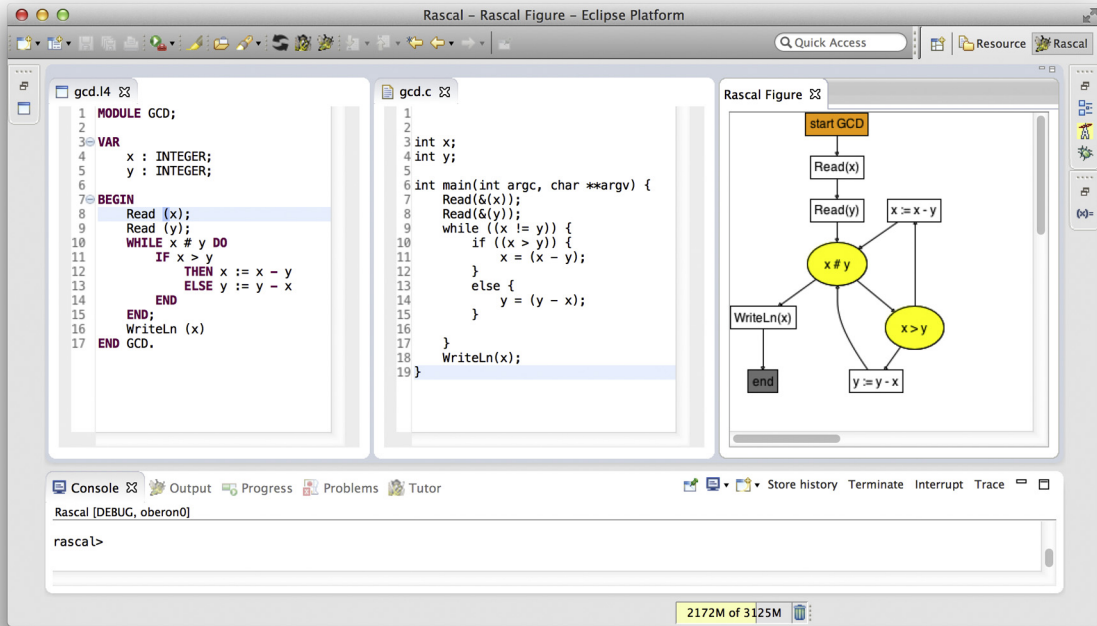 Rascal - Rascal Figure - Eclipse Platform
Quick Access
Resource
Rascal
gcd.l4
1 MODULE GCD;
2
3 VAR
4 x : INTEGER;
5 y : INTEGER;
6
7 BEGIN
8 Read (x);
9 Read (y);
10 WHILE x # y DO
11 IF x > y
12 THEN x := x - y
13 ELSE y := y - x
14 END
15 END;
16 WriteLn (x)
17 END GCD.
gcd.c
1
2
3 int x;
4 int y;
5
6 int main(int argc, char **argv) {
7 Read(&(x));
8 Read(&(y));
9 while ((x != y)) {
10 if ((x > y)) {
11 x = (x - y);
12 }
13 else {
14 y = (y - x);
15 }
16
17 }
18 WriteLn(x);
19 }
Rascal Figure
start GCD
Read(x)
Read(y)
x := x - y
x # y
WriteLn(x)
x > y
end
y := y - x
(x)=
Console Output Progress Problems Tutor
Store history Terminate Interrupt Trace
Rascal [DEBUG, oberon0]
rascal>
2172M of 3125M